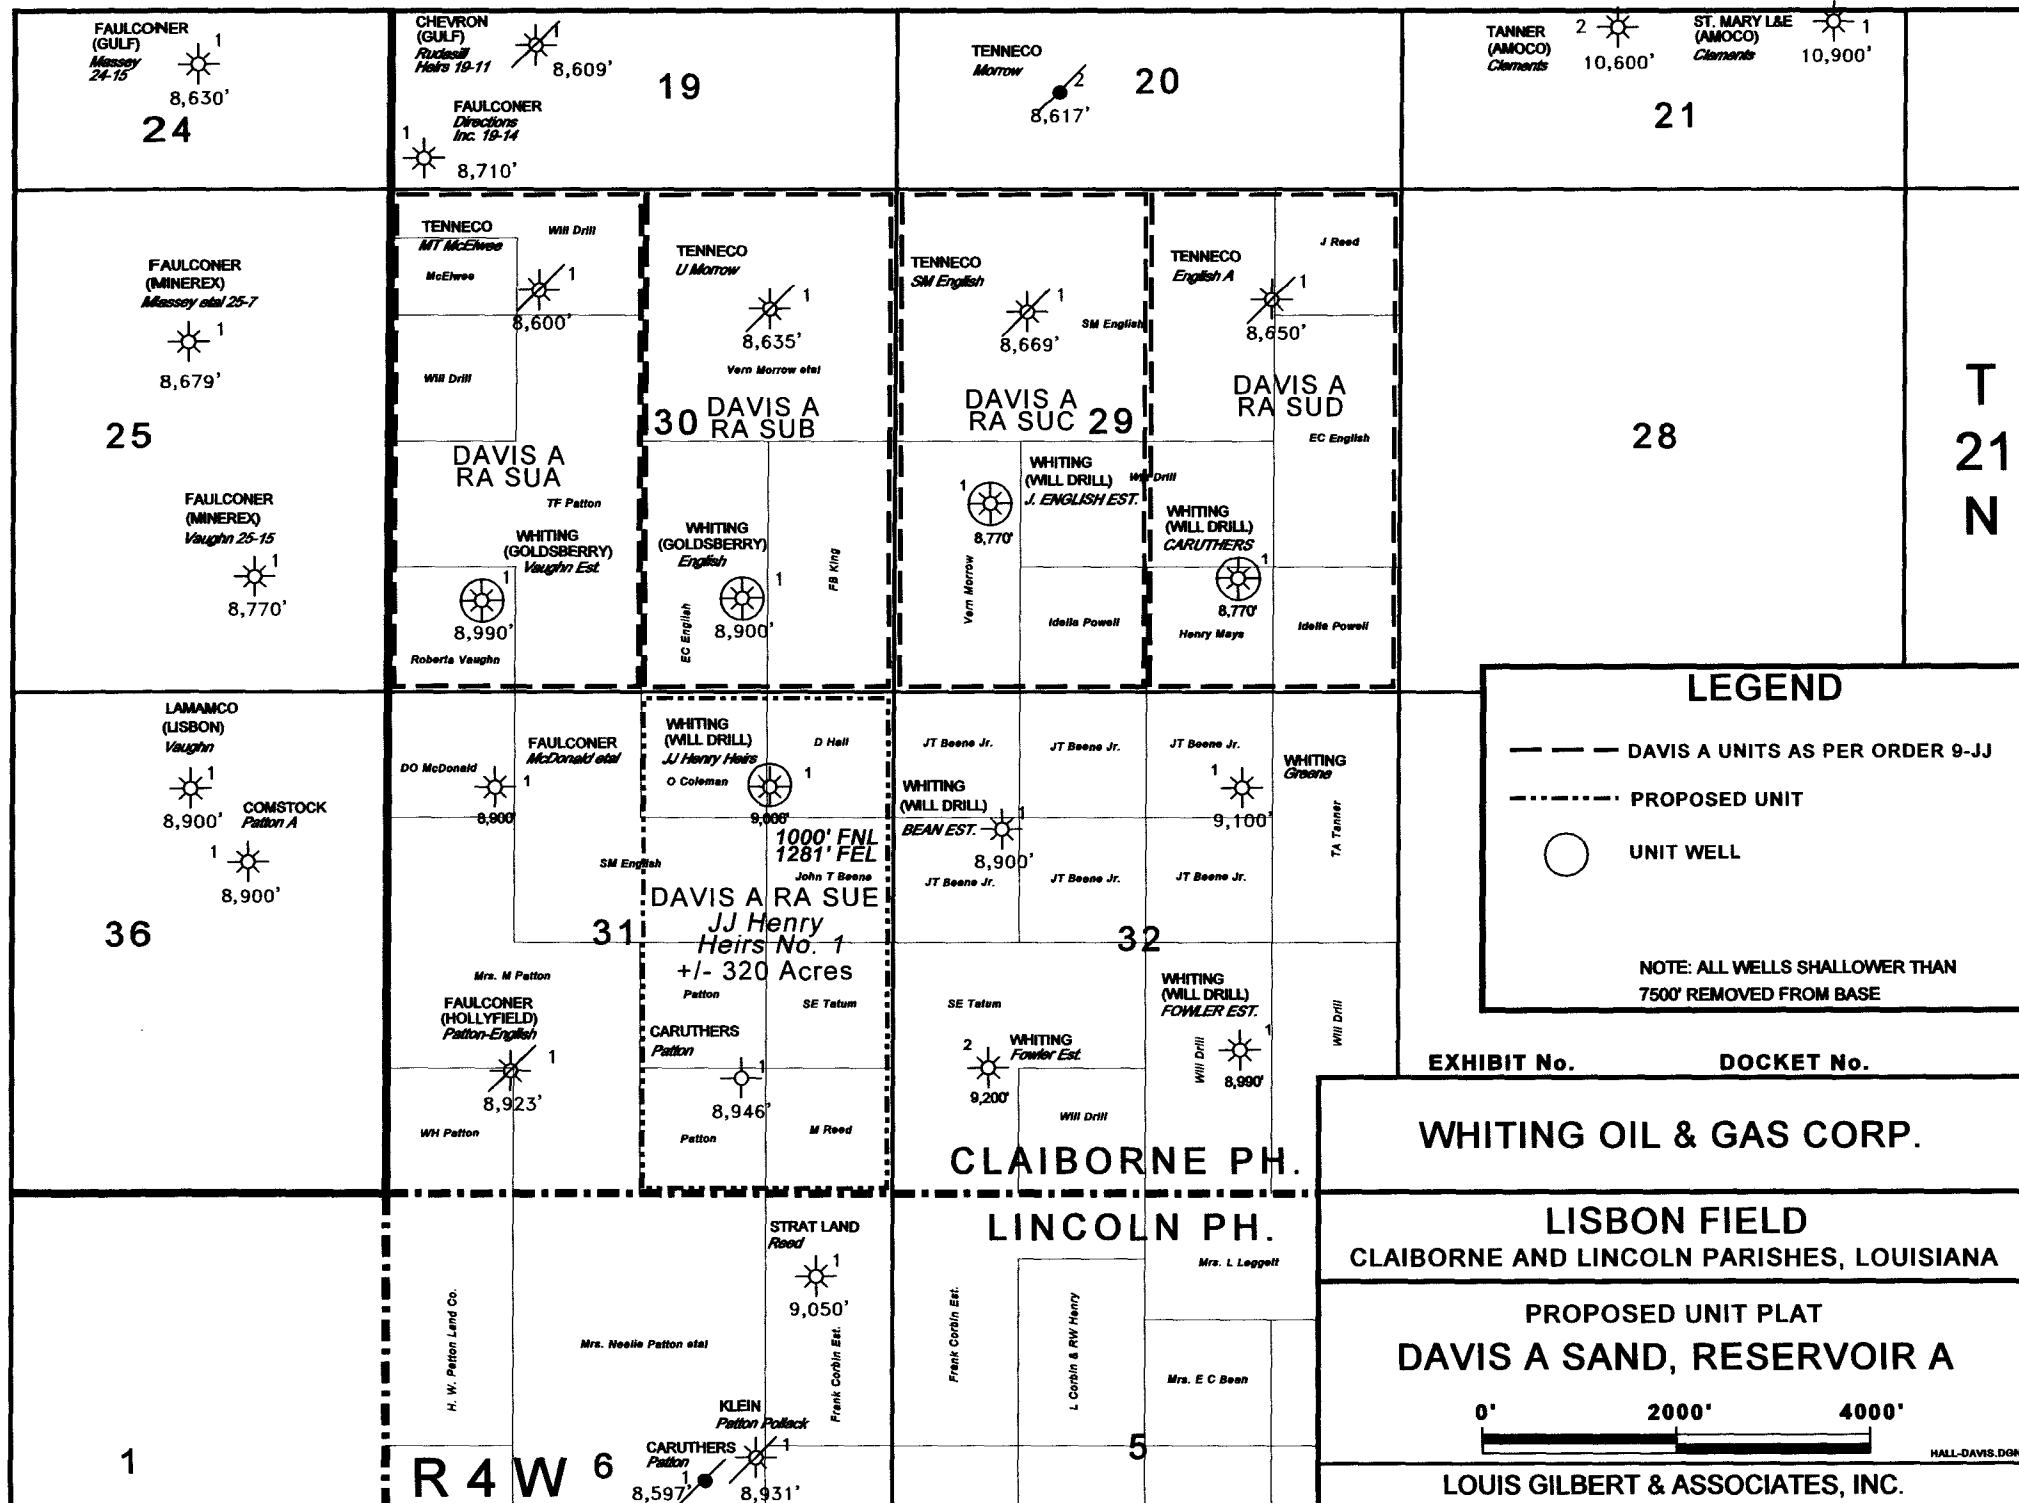 FAULCONER
(GULF)
Massey
24-15
1
8,630'
24
CHEVRON
(GULF)
Rudasill
Heirs 19-11
1
8,609'
19
FAULCONER
Directions
Inc. 19-14
1
8,710'
TENNECO
Morrow
2
8,617'
20
TANNER
(AMOCO)
Clements
2
10,600'
ST. MARY L&E
(AMOCO)
Clements
1
10,900'
21
FAULCONER
(MINEREX)
Massey etal 25-7
1
8,679'
25
FAULCONER
(MINEREX)
Vaughn 25-15
1
8,770'
TENNECO
MT McElwee
Will Drill
McElwee
1
8,600'
Will Drill
DAVIS A
RA SUA
TF Patton
WHITING
(GOLDSBERRY)
Vaughn Est
1
8,990'
Roberta Vaughn
TENNECO
U Morrow
1
8,635'
Vern Morrow etal
30
DAVIS A
RA SUB
WHITING
(GOLDSBERRY)
English
1
8,900'
EC English
FB King
TENNECO
SM English
1
8,669'
SM English
DAVIS A
RA SUC
29
WHITING
(WILL DRILL)
J. ENGLISH EST.
1
8,770'
Vern Morrow
Idella Powell
Will Drill
TENNECO
English A
J Reed
1
8,650'
DAVIS A
RA SUD
EC English
WHITING
(WILL DRILL)
CARUTHERS
1
8,770'
Henry Mays
Idella Powell
28
T
21
N
LAMAMCO
(LISBON)
Vaughn
1
8,900'
COMSTOCK
Patton A
1
8,900'
36
FAULCONER
McDonald etal
DO McDonald
1
8,900'
SM English
31
Mrs. M Patton
FAULCONER
(HOLLYFIELD)
Patton-English
1
8,923'
WH Patton
WHITING
(WILL DRILL)
JJ Henry Heirs
O Coleman
D Hall
1
9,006'
1000' FNL
1281' FEL
John T Beene
DAVIS A RA SUE
JJ Henry
Heirs No. 1
+/- 320 Acres
Patton
SE Tatum
CARUTHERS
Patton
1
8,946'
Patton
M Reed
JT Beene Jr.
JT Beene Jr.
JT Beene Jr.
WHITING
(WILL DRILL)
BEAN EST.
1
8,900'
WHITING
Greene
1
9,100'
TA Tanner
JT Beene Jr.
JT Beene Jr.
JT Beene Jr.
32
SE Tatum
WHITING
Fowler Est
2
9,200'
Will Drill
WHITING
(WILL DRILL)
FOWLER EST.
1
8,990'
Will Drill
Will Drill
CLAIBORNE PH.
LINCOLN PH.
STRAT LAND
Reed
1
9,050'
H. W. Patton Land Co.
Mrs. Neelie Patton etal
Frank Corbin Est.
KLEIN
Patton Pollack
1
8,931'
CARUTHERS
Patton
1
8,597'
Frank Corbin Est.
L Corbin & RW Henry
Mrs. L Leggett
Mrs. E C Bean
1
R 4 W
6
5
LEGEND
DAVIS A UNITS AS PER ORDER 9-JJ
PROPOSED UNIT
UNIT WELL
NOTE: ALL WELLS SHALLOWER THAN
7500' REMOVED FROM BASE
EXHIBIT No. DOCKET No.
WHITING OIL & GAS CORP.
LISBON FIELD
CLAIBORNE AND LINCOLN PARISHES, LOUISIANA
PROPOSED UNIT PLAT
DAVIS A SAND, RESERVOIR A
0' 2000' 4000'
HALL-DAVIS.DGN
LOUIS GILBERT & ASSOCIATES, INC.